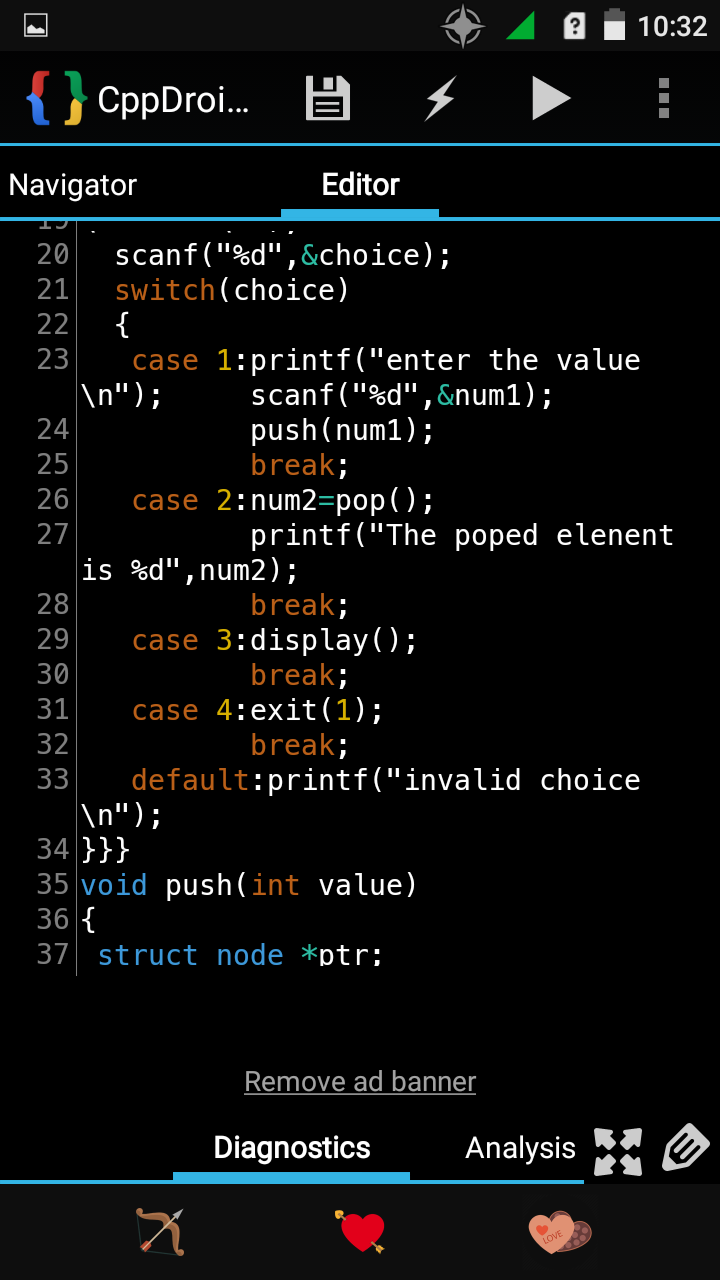 10:32
CppDroi...
Navigator
Editor
19
20 scanf("%d",&choice);
21 switch(choice)
22 {
23 case 1:printf("enter the value
\n"); scanf("%d",&num1);
24 push(num1);
25 break;
26 case 2:num2=pop();
27 printf("The poped elenent
is %d",num2);
28 break;
29 case 3:display();
30 break;
31 case 4:exit(1);
32 break;
33 default:printf("invalid choice
\n");
34 }}}
35 void push(int value)
36 {
37 struct node *ptr;
Remove ad banner
Diagnostics
Analysis
LOVE